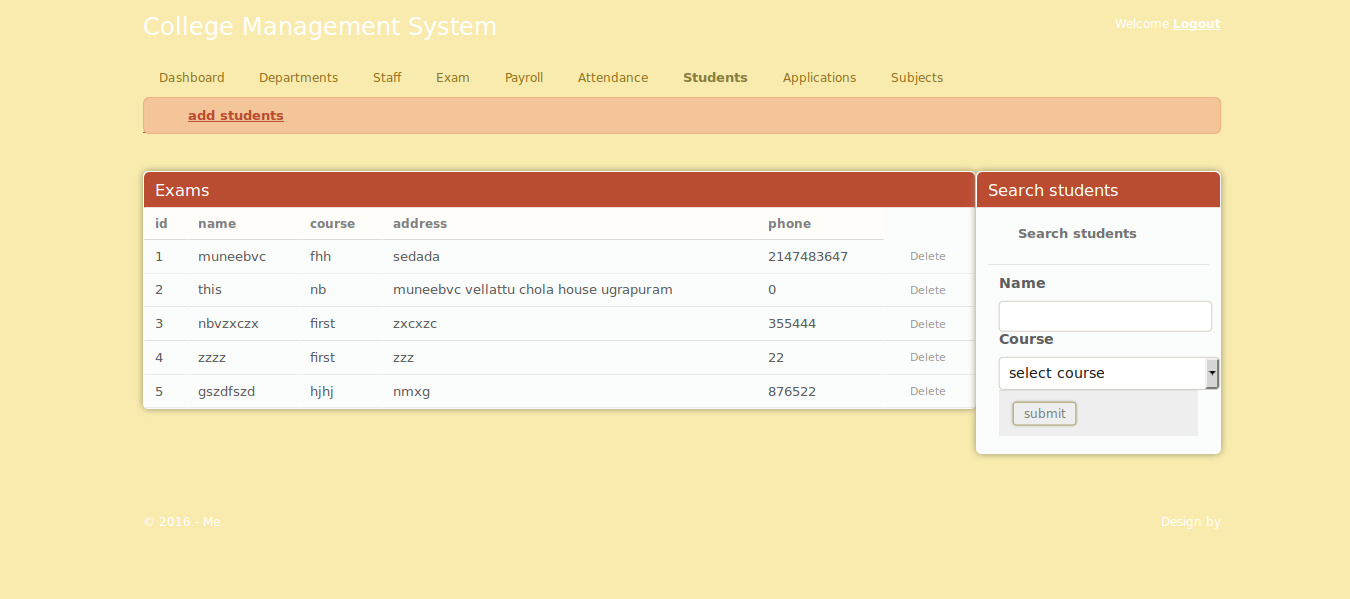 College Management System
Welcome Logout
Dashboard Departments Staff Exam Payroll Attendance Students Applications Subjects
add students
Exams
id name course address phone
1 muneebvc fhh sedada 2147483647 Delete
2 this nb muneebvc vellattu chola house ugrapuram 0 Delete
3 nbvzxczx first zxcxzc 355444 Delete
4 zzzz first zzz 22 Delete
5 gszdfszd hjhj nmxg 876522 Delete
Search students
Search students
Name
Course
select course
submit
© 2016 - Me
Design by